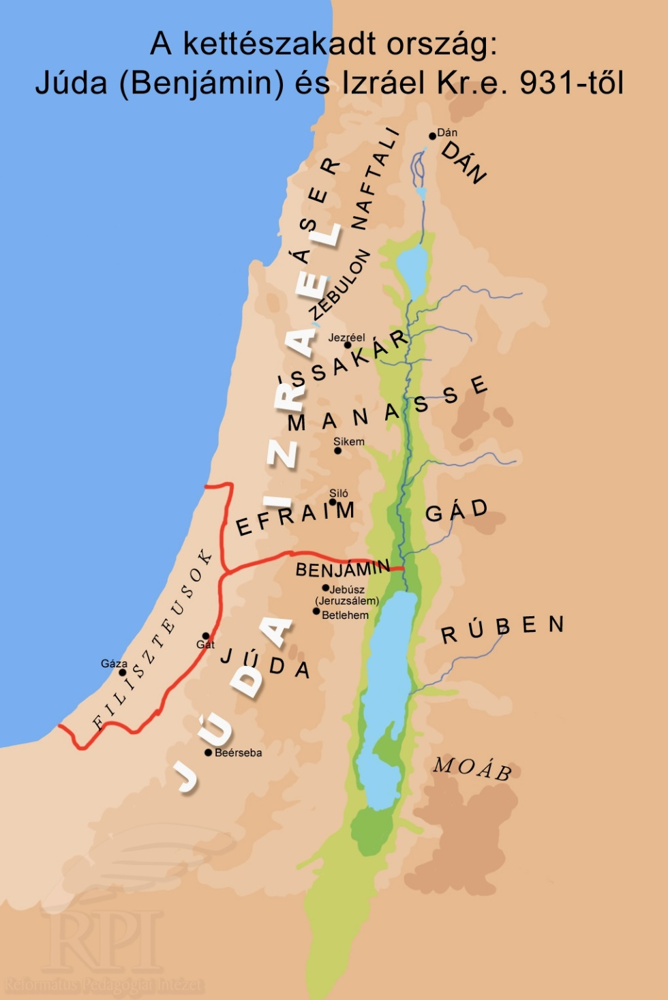 A kettészakadt ország:
Júda (Benjámin) és Izráel Kr.e. 931-től
Dán
DÁN
NAFTALI
ÁSER
IZRAEL
ZEBULON
Jezréel
ISSAKÁR
MANASSE
Sikem
Siló
EFRAIM
GÁD
BENJÁMIN
Jebúsz
(Jeruzsálem)
Betlehem
FILISZTEUSOK
RÚBEN
Gát
JÚDA
Gáza
JÚDA
Beérseba
MOÁB
RPI
Református Pedagógiai Intézet